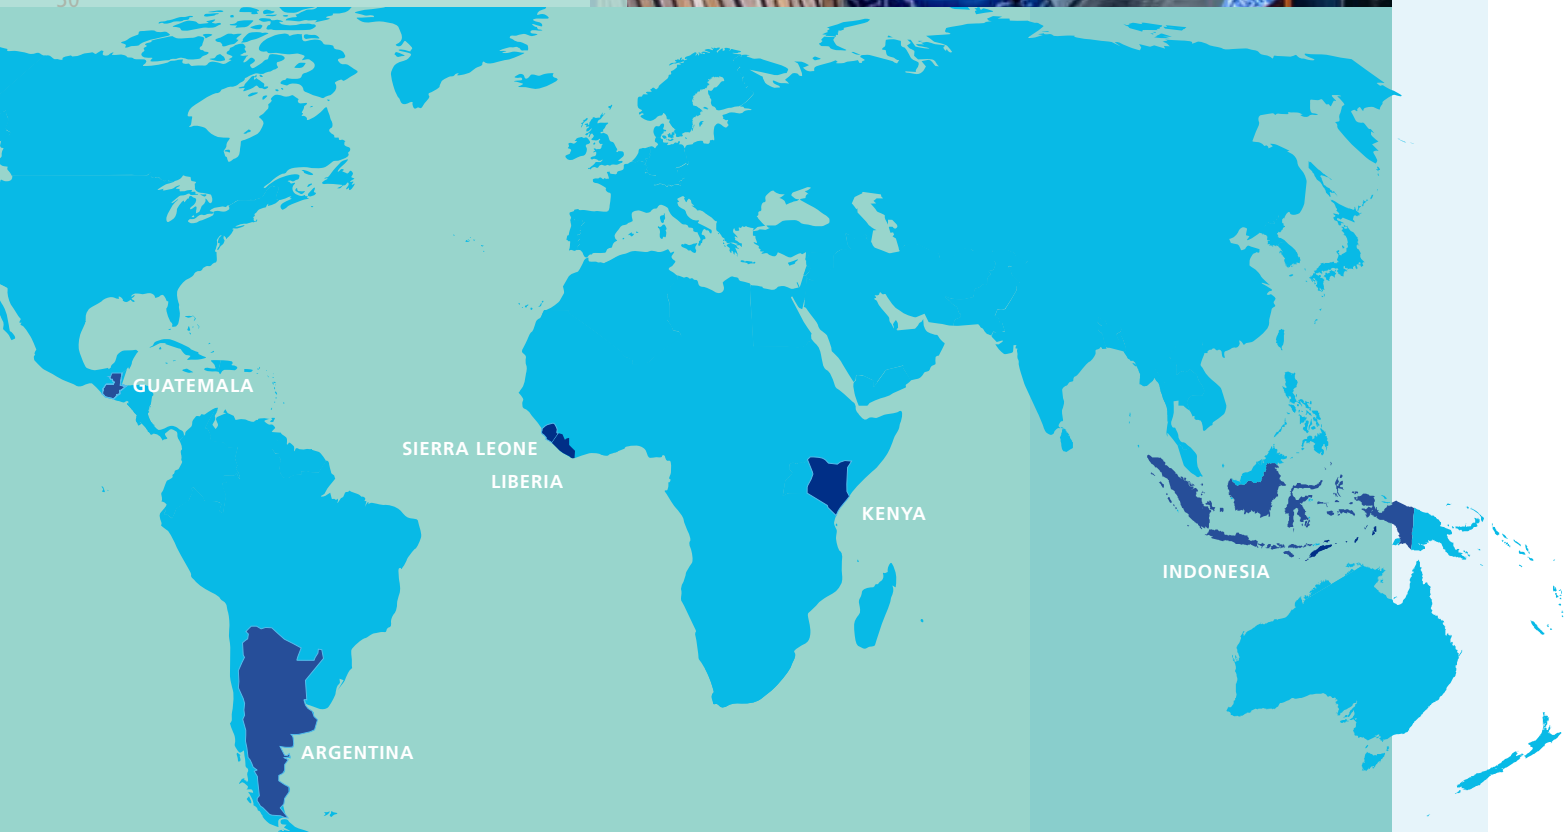 GUATEMALA
SIERRA LEONE
LIBERIA
KENYA
INDONESIA
ARGENTINA